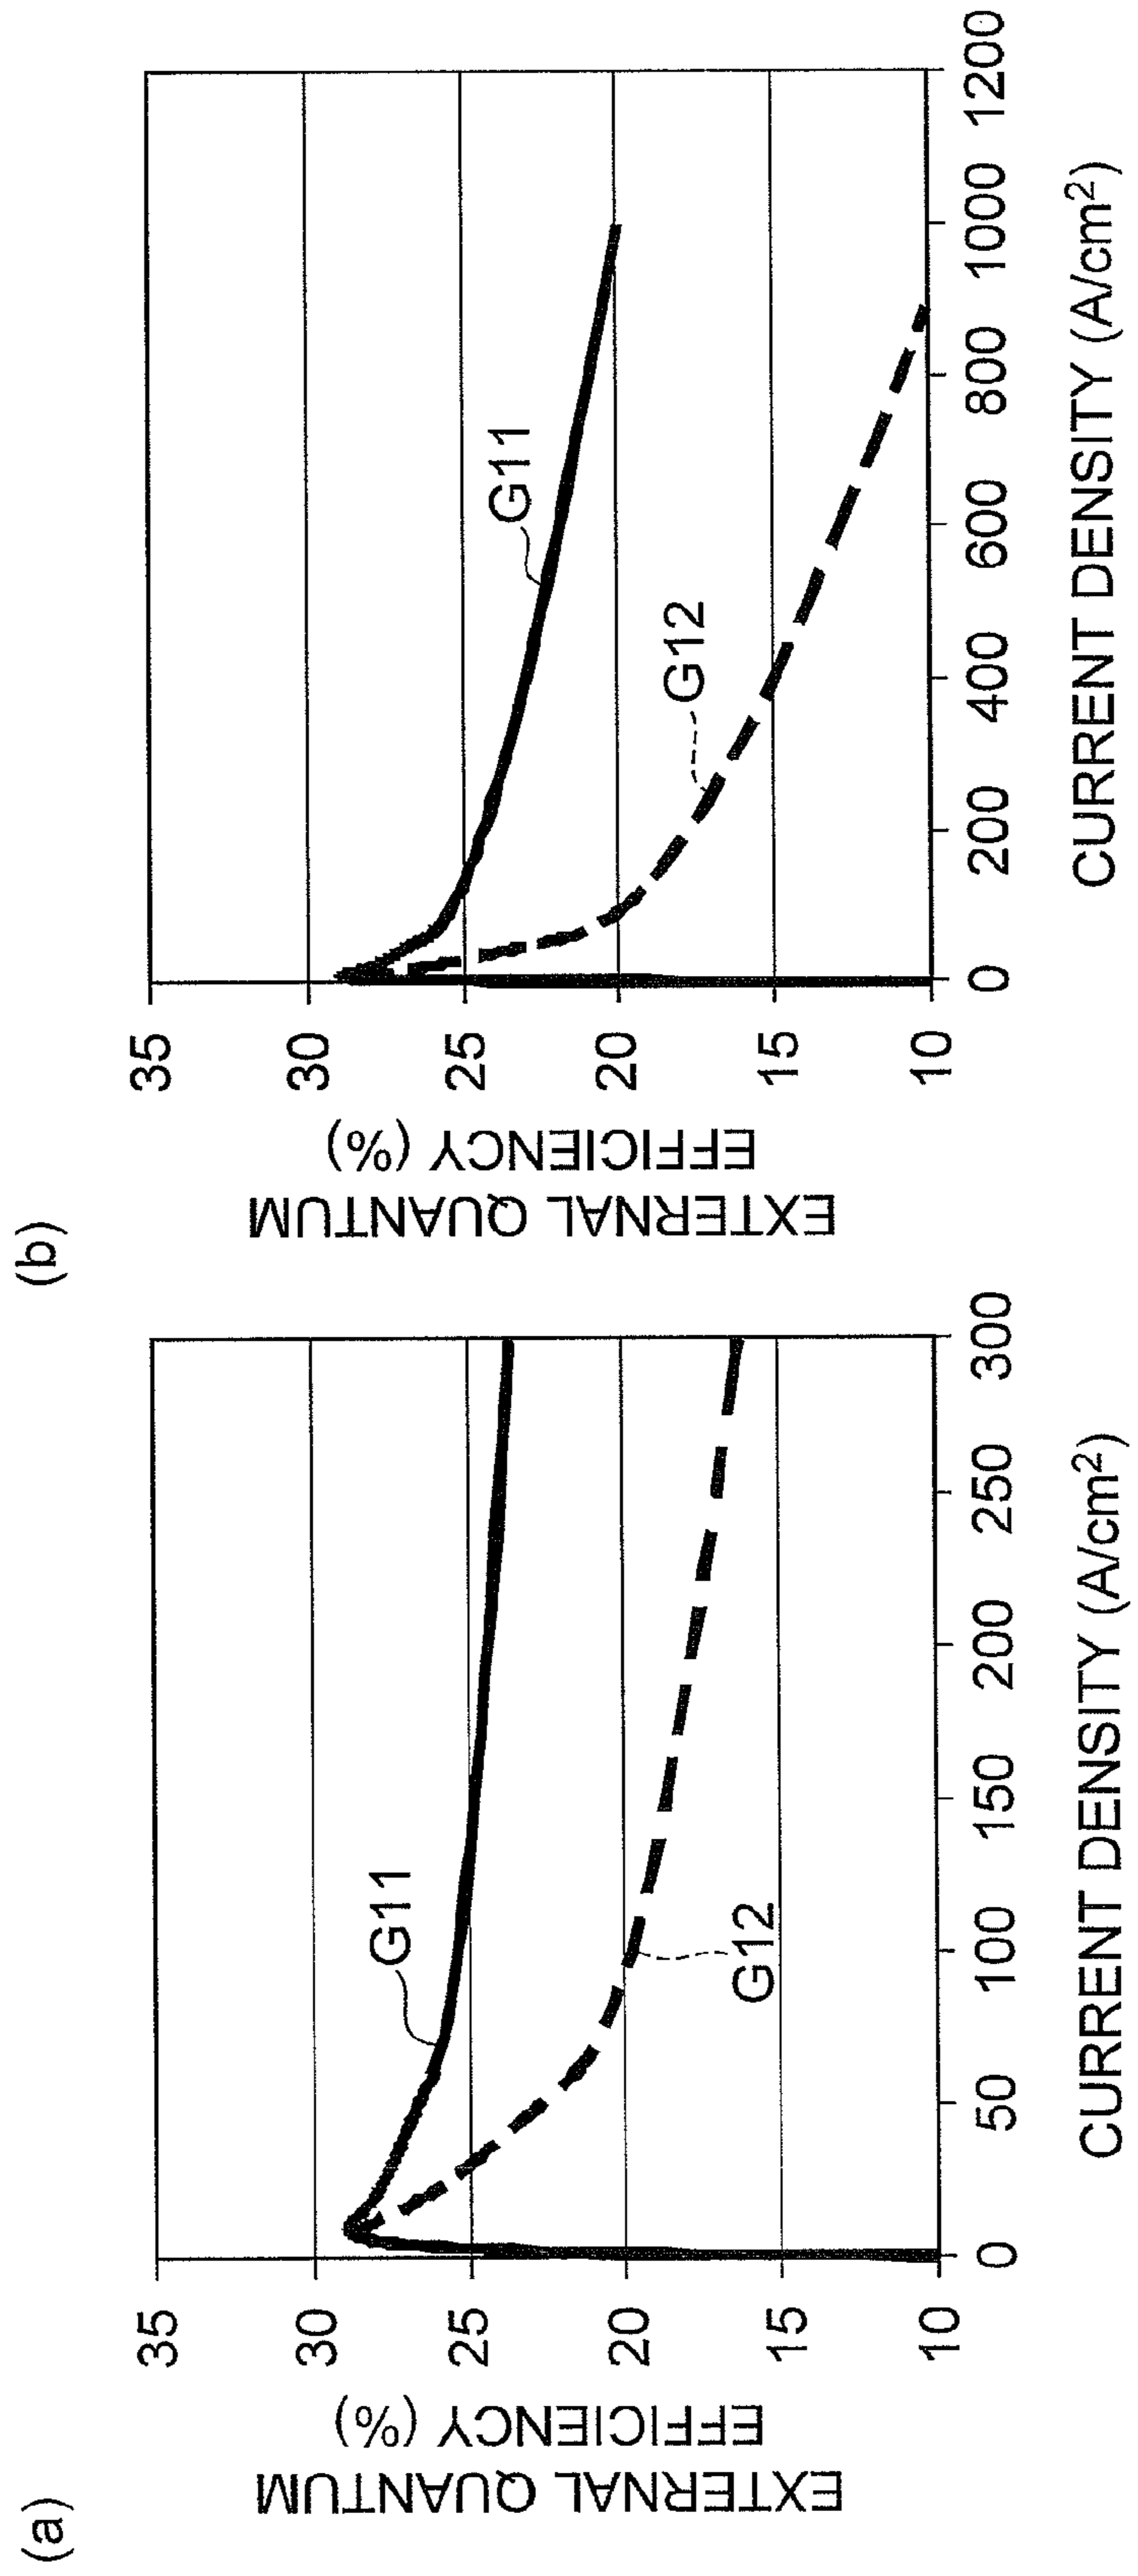 (a)
EXTERNAL QUANTUM
EFFICIENCY (%)
35
30
25
20
15
10
G11
G12
0
50
100
150
200
250
300
CURRENT DENSITY (A/cm²)
(b)
EXTERNAL QUANTUM
EFFICIENCY (%)
35
30
25
20
15
10
G11
G12
0
200
400
600
800
1000
1200
CURRENT DENSITY (A/cm²)